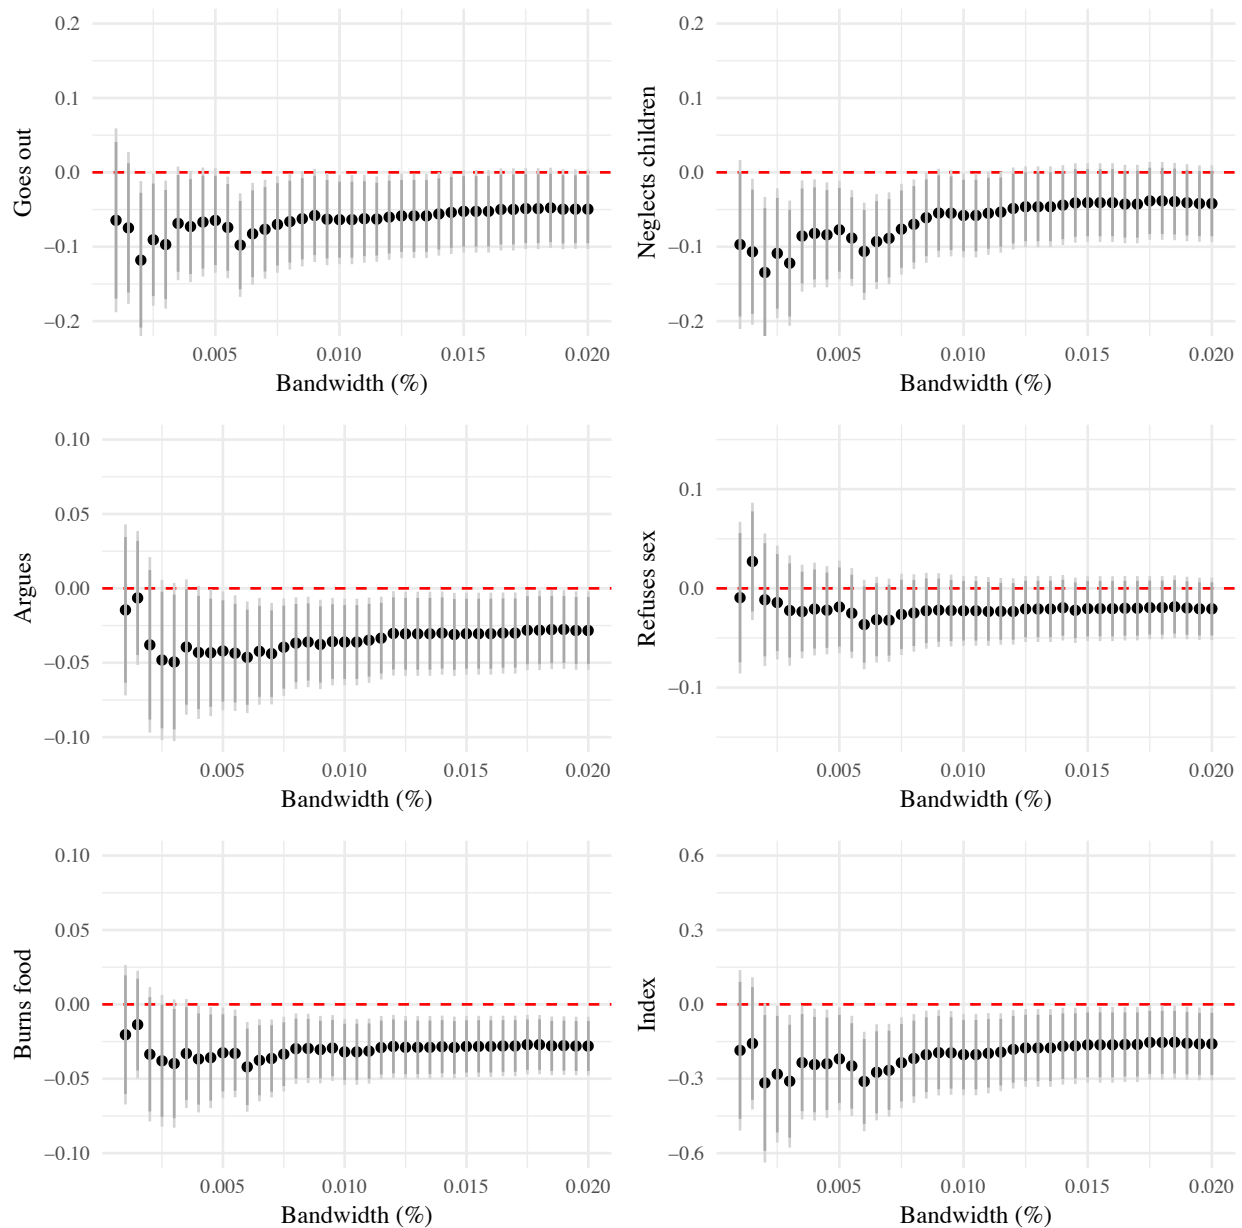 Goes out
0.2
0.1
0.0
−0.1
−0.2
0.005 0.010 0.015 0.020
Bandwidth (%)
Neglects children
0.2
0.1
0.0
−0.1
−0.2
0.005 0.010 0.015 0.020
Bandwidth (%)
Argues
0.10
0.05
0.00
−0.05
−0.10
0.005 0.010 0.015 0.020
Bandwidth (%)
Refuses sex
0.1
0.0
−0.1
0.005 0.010 0.015 0.020
Bandwidth (%)
Burns food
0.10
0.05
0.00
−0.05
−0.10
0.005 0.010 0.015 0.020
Bandwidth (%)
Index
0.6
0.3
0.0
−0.3
−0.6
0.005 0.010 0.015 0.020
Bandwidth (%)